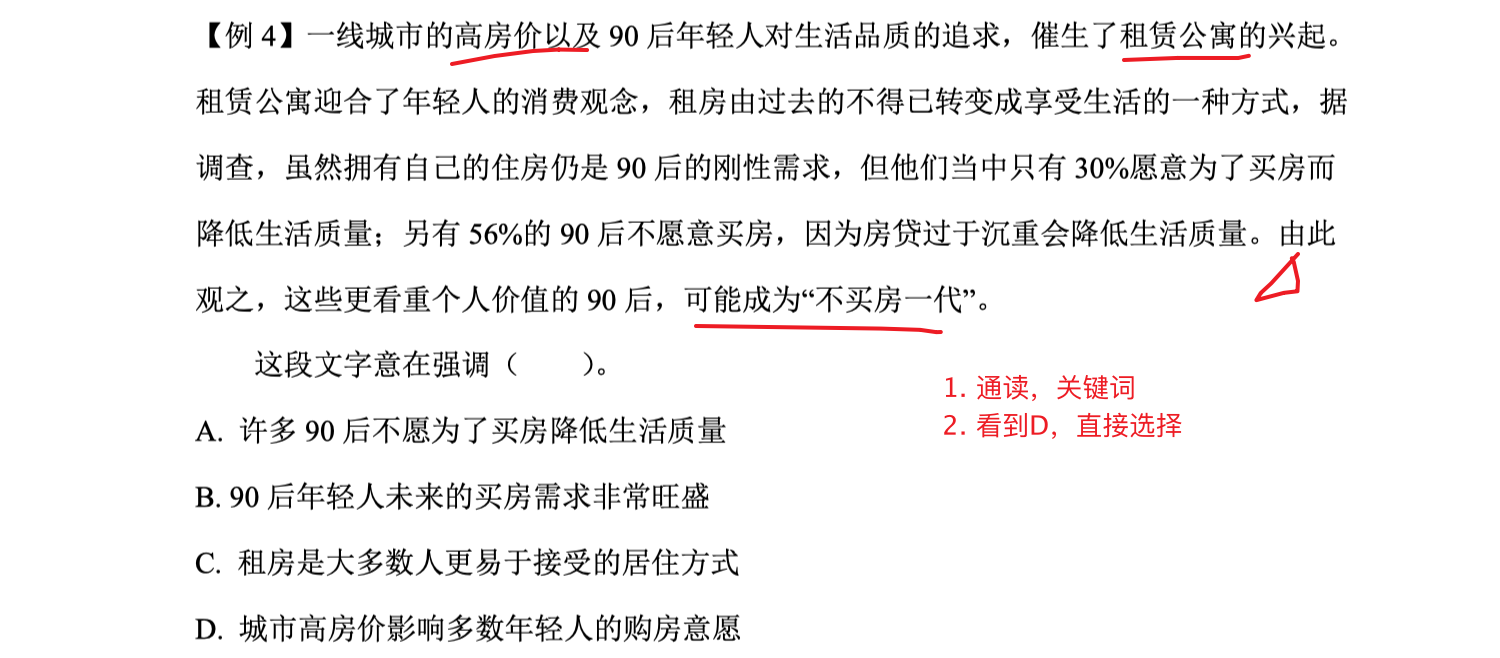 【例 4】一线城市的高房价以及 90 后年轻人对生活品质的追求，催生了租赁公寓的兴起。
租赁公寓迎合了年轻人的消费观念，租房由过去的不得已转变成享受生活的一种方式，据
调查，虽然拥有自己的住房仍是 90 后的刚性需求，但他们当中只有 30%愿意为了买房而
降低生活质量；另有 56%的 90 后不愿意买房，因为房贷过于沉重会降低生活质量。由此
观之，这些更看重个人价值的 90 后，可能成为“不买房一代”。
这段文字意在强调（　　）。
1. 通读，关键词
2. 看到D，直接选择
A. 许多 90 后不愿为了买房降低生活质量
B. 90 后年轻人未来的买房需求非常旺盛
C. 租房是大多数人更易于接受的居住方式
D. 城市高房价影响多数年轻人的购房意愿